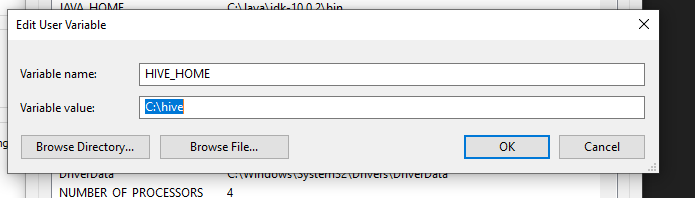 JAVA_HOME C:\Java\jdk-10.0.2\bin
Edit User Variable
Variable name: HIVE_HOME
Variable value: C:\hive
Browse Directory... Browse File... OK Cancel
DriverData C:\Windows\System32\Drivers\DriverData
NUMBER_OF_PROCESSORS 4